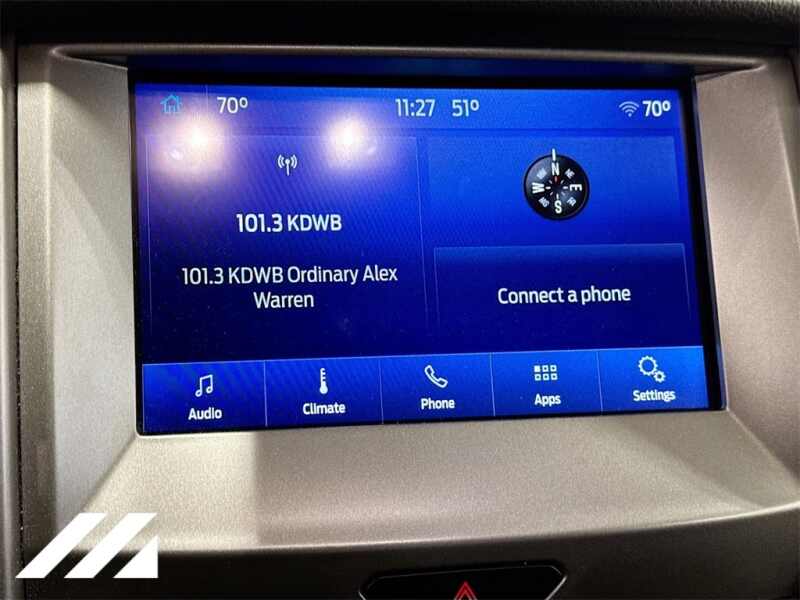 70° 11:27 51° 70°
101.3 KDWB
101.3 KDWB Ordinary Alex
Warren
N
W E
S
Connect a phone
Audio Climate Phone Apps Settings